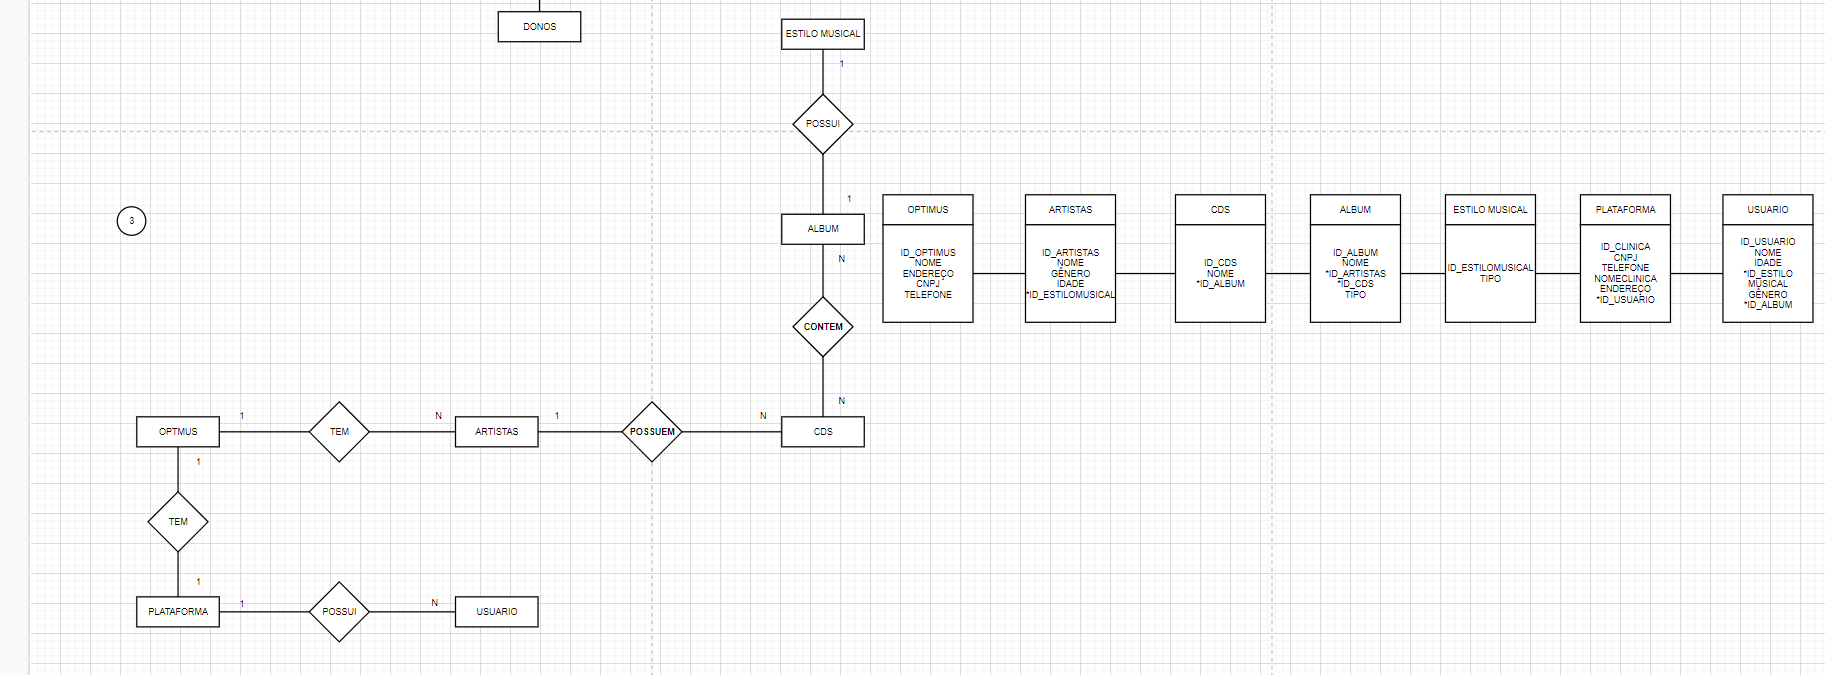 DONOS
ESTILO MUSICAL
1
POSSUI
1
ALBUM
N
CONTEM
N
3
OPTMUS
1
TEM
N
ARTISTAS
1
POSSUEM
N
CDS
1
TEM
1
PLATAFORMA
1
POSSUI
N
USUARIO
OPTIMUS
ID_OPTIMUS
NOME
ENDEREÇO
CNPJ
TELEFONE
ARTISTAS
ID_ARTISTAS
NOME
GÊNERO
IDADE
*ID_ESTILOMUSICAL
CDS
ID_CDS
NOME
*ID_ALBUM
ALBUM
ID_ALBUM
NOME
*ID_ARTISTAS
*ID_CDS
TIPO
ESTILO MUSICAL
ID_ESTILOMUSICAL
TIPO
PLATAFORMA
ID_CLINICA
CNPJ
TELEFONE
NOMECLINICA
ENDEREÇO
*ID_USUARIO
USUARIO
ID_USUARIO
NOME
IDADE
*ID_ESTILO
MUSICAL
GÊNERO
*ID_ALBUM